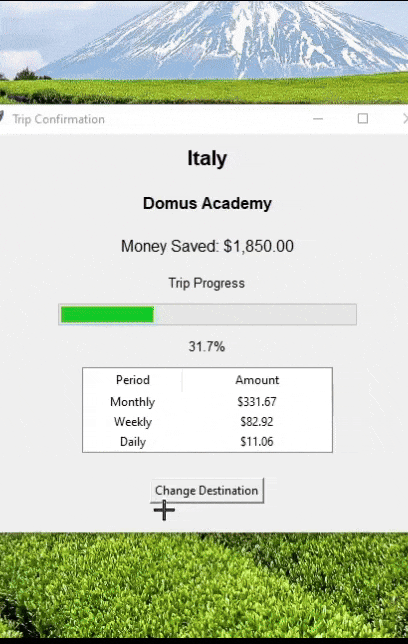 Trip Confirmation
Italy
Domus Academy
Money Saved: $1,850.00
Trip Progress
31.7%
Period Amount
Monthly $331.67
Weekly $82.92
Daily $11.06
Change Destination